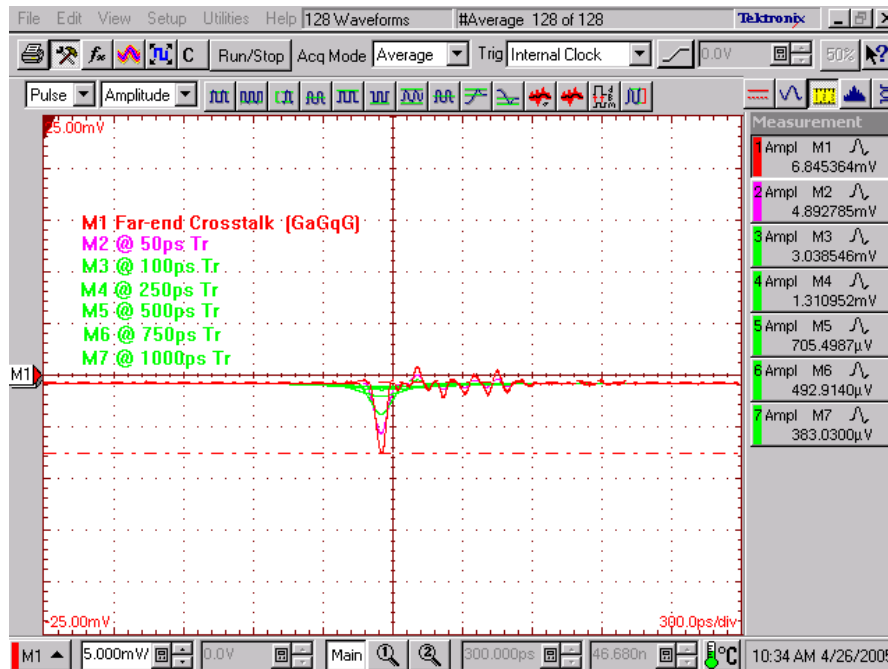 File Edit View Setup Utilities Help 128 Waveforms #Average 128 of 128 Tektronix
fx C Run/Stop Acq Mode Average Trig Internal Clock 0.0V 50% ?
Pulse Amplitude
25.00mV
M1 Far-end Crosstalk (GaGqG)
M2 @ 50ps Tr
M3 @ 100ps Tr
M4 @ 250ps Tr
M5 @ 500ps Tr
M6 @ 750ps Tr
M7 @ 1000ps Tr
M1
-25.00mV
300.0ps/div
Measurement
1 Ampl M1
6.845364mV
2 Ampl M2
4.892785mV
3 Ampl M3
3.038546mV
4 Ampl M4
1.310952mV
5 Ampl M5
705.4987µV
6 Ampl M6
492.9140µV
7 Ampl M7
383.0300µV
M1 5.000mV/ 0.0V Main 1 2 300.000ps 46.680n °C 10:34 AM 4/26/200